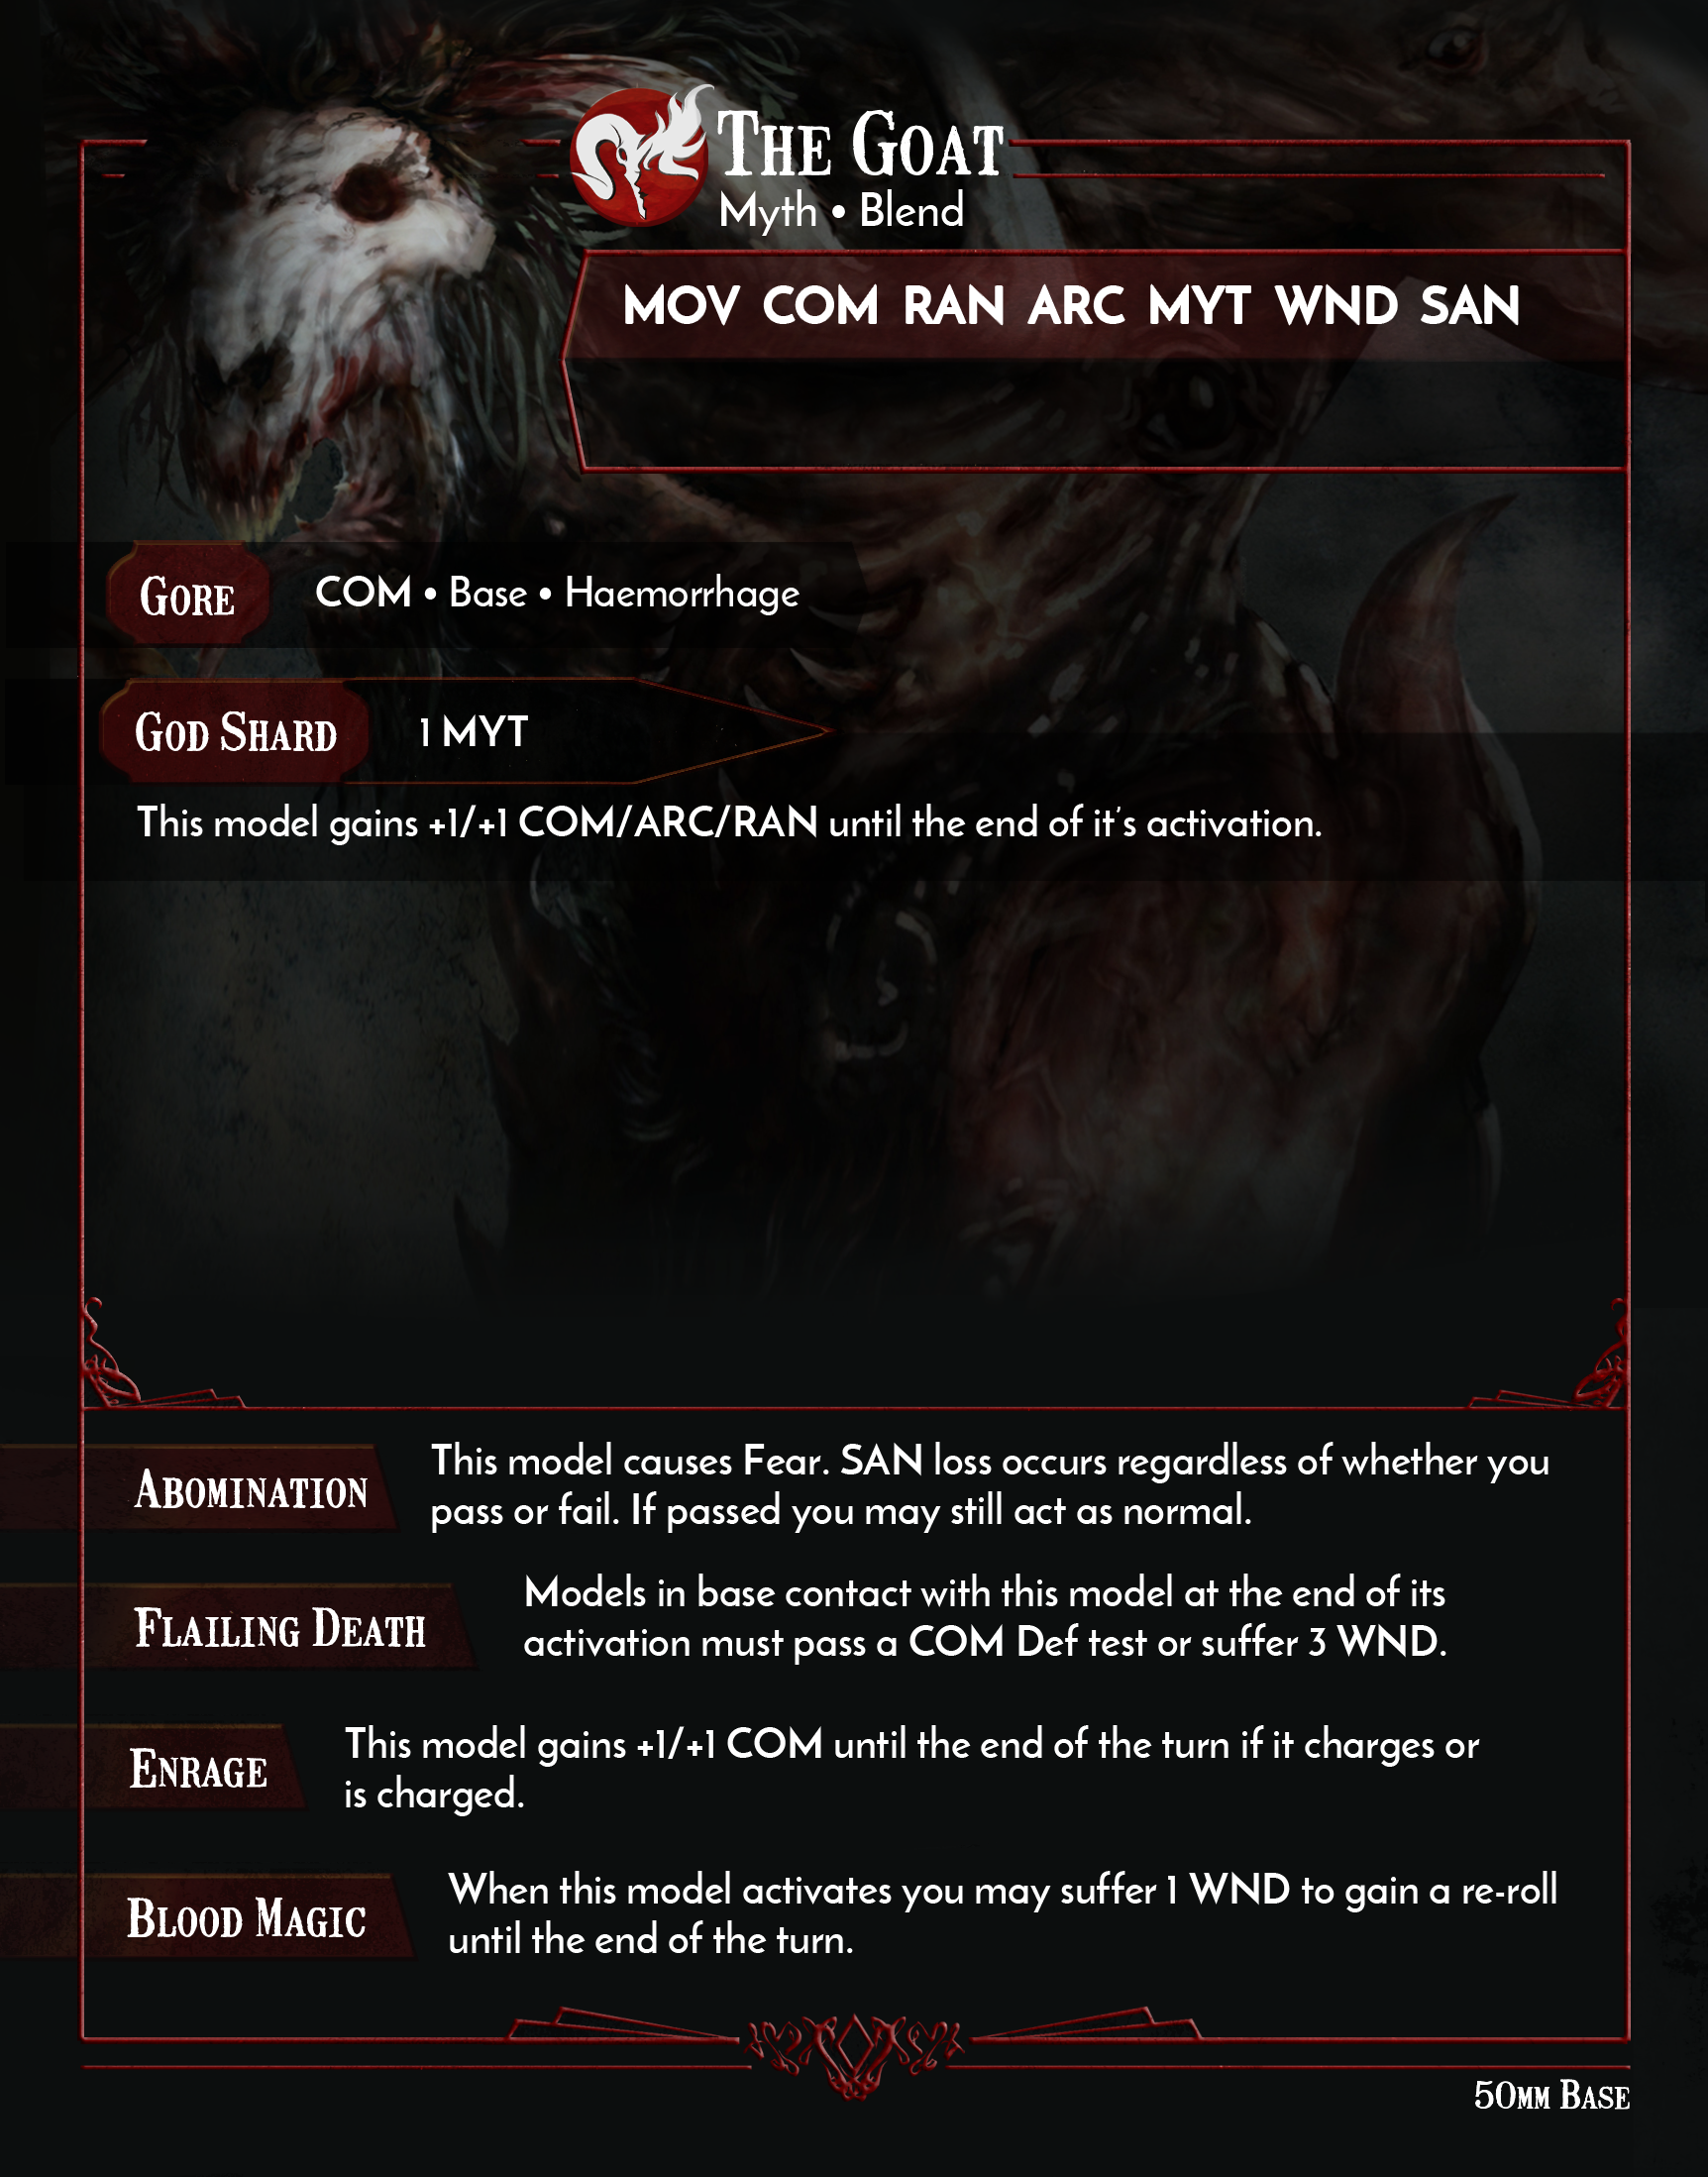 The Goat
Myth • Blend
MOV COM RAN ARC MYT WND SAN
Gore
COM • Base • Haemorrhage
God Shard
1 MYT
This model gains +1/+1 COM/ARC/RAN until the end of it's activation.
Abomination
This model causes Fear. SAN loss occurs regardless of whether you
pass or fail. If passed you may still act as normal.
Flailing Death
Models in base contact with this model at the end of its
activation must pass a COM Def test or suffer 3 WND.
Enrage
This model gains +1/+1 COM until the end of the turn if it charges or
is charged.
Blood Magic
When this model activates you may suffer 1 WND to gain a re-roll
until the end of the turn.
50mm Base